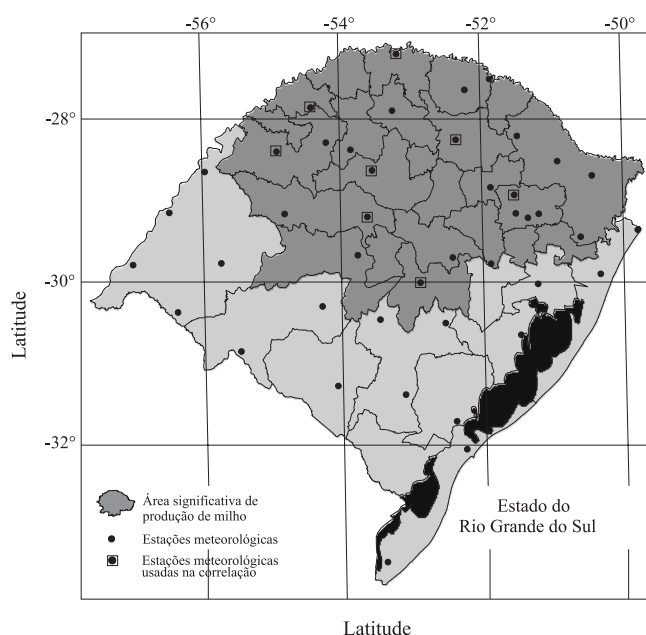 -56° -54° -52° -50°
-28°
-30°
-32°
Latitude
Área significativa de
produção de milho
Estações meteorológicas
Estações meteorológicas
usadas na correlação
Estado do
Rio Grande do Sul
Latitude